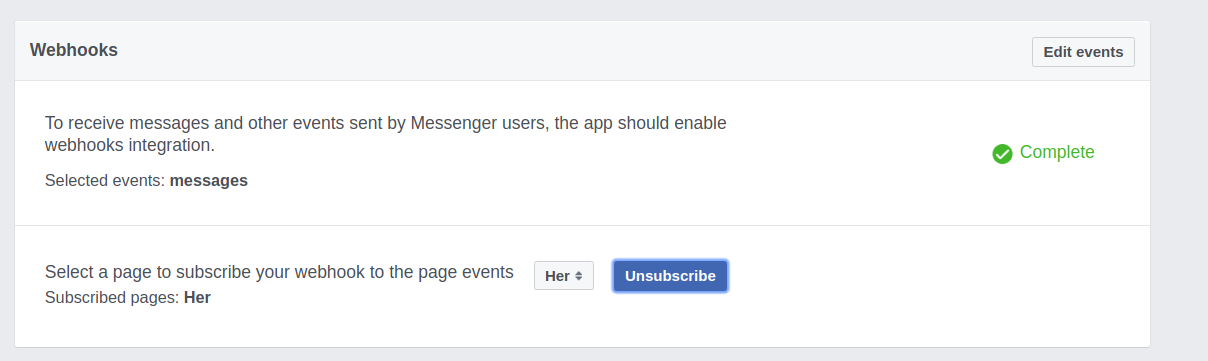 Webhooks
Edit events
To receive messages and other events sent by Messenger users, the app should enable
webhooks integration.
Complete
Selected events: messages
Select a page to subscribe your webhook to the page events
Her
Unsubscribe
Subscribed pages: Her